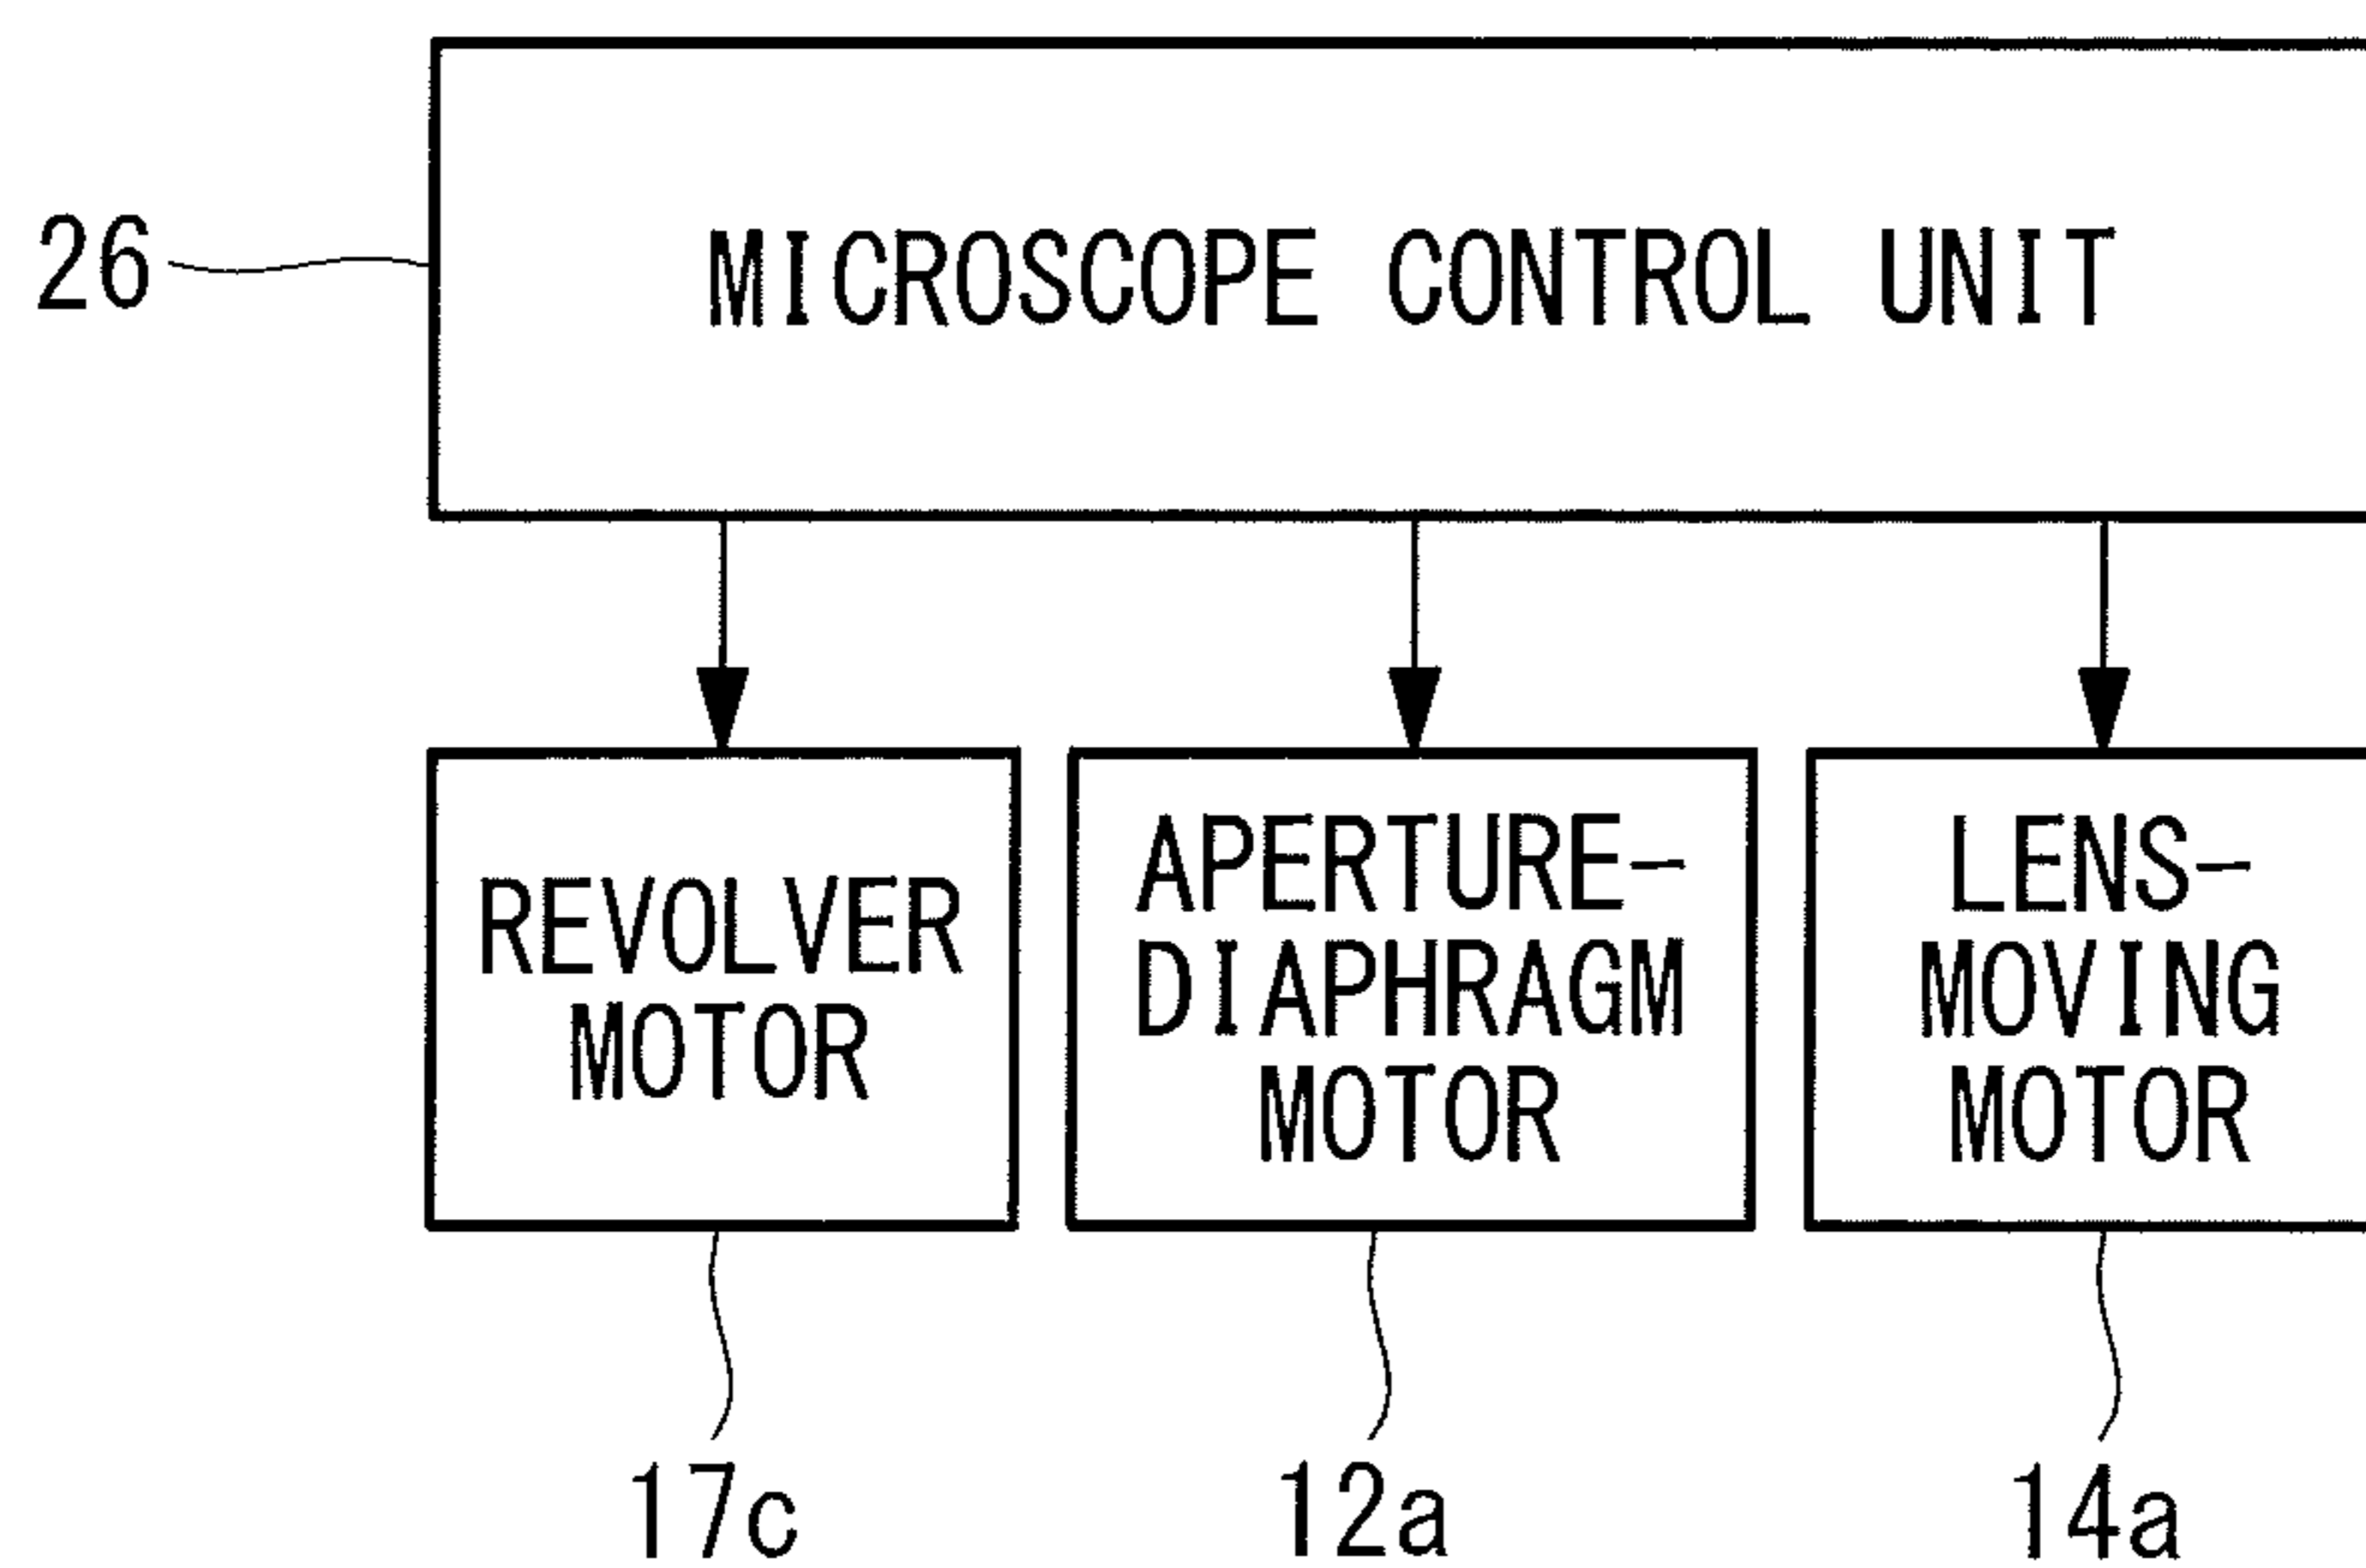 26
MICROSCOPE CONTROL UNIT
REVOLVER
MOTOR
APERTURE-
DIAPHRAGM
MOTOR
LENS-
MOVING
MOTOR
17c
12a
14a